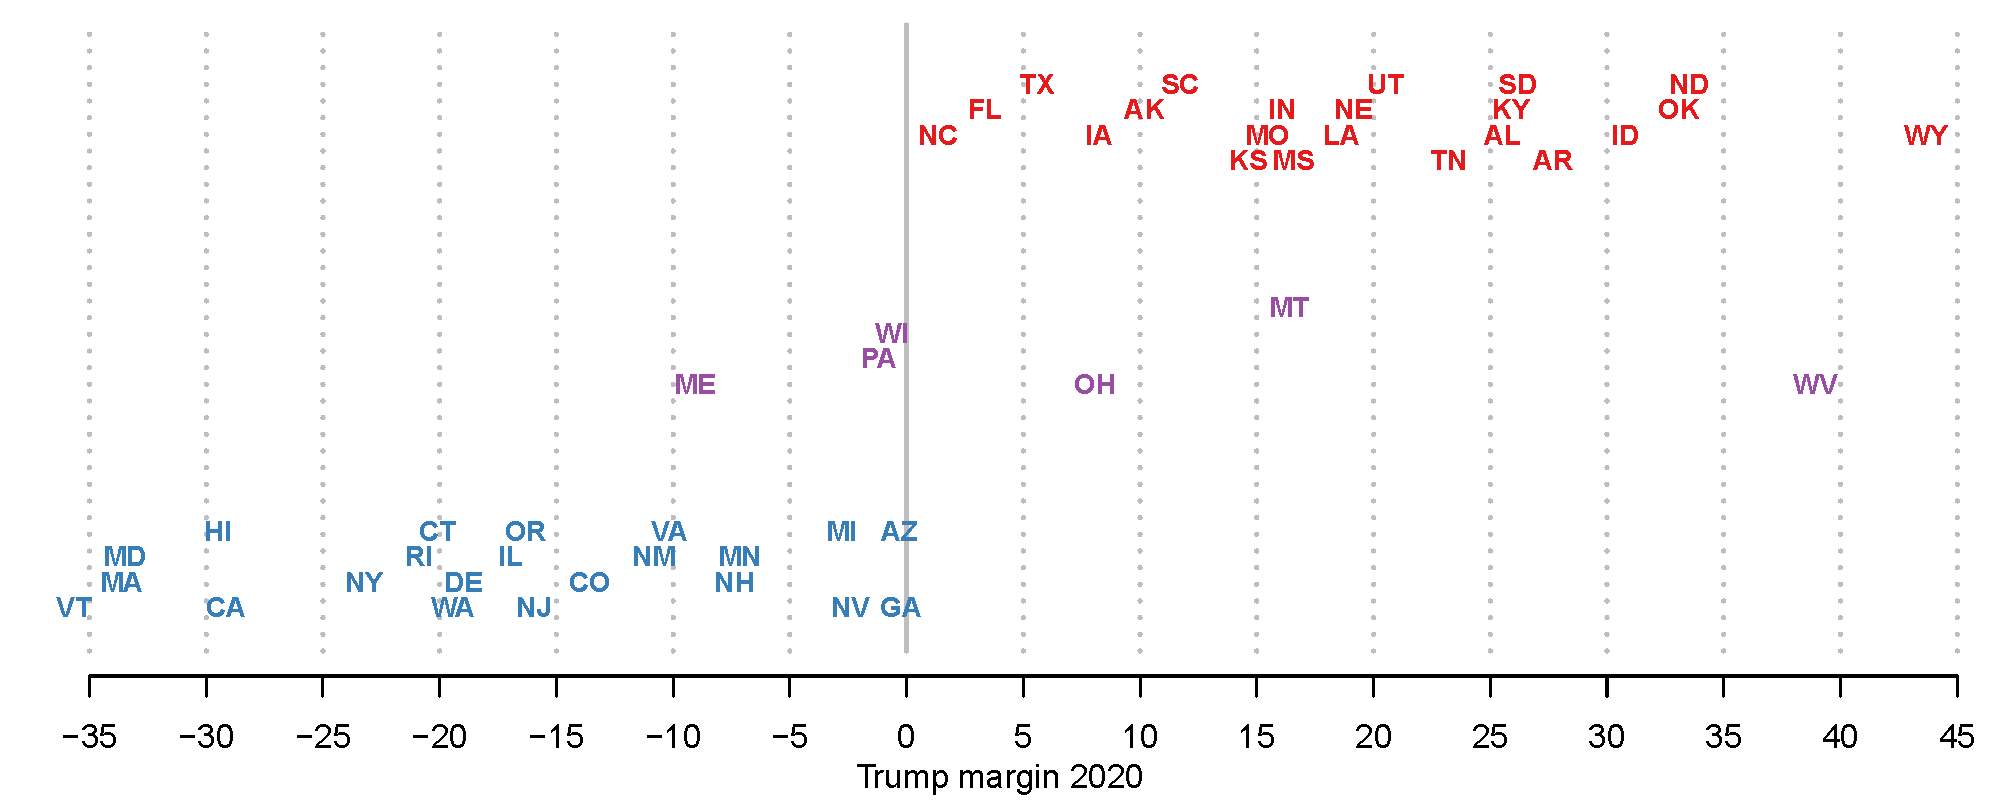 TX SC UT SD ND
FL AK IN NE KY OK
NC IA MO LA AL ID WY
KS MS TN AR
MT
WI
PA
ME OH WV
HI CT OR VA MI AZ
MD RI IL NM MN
MA NY DE CO NH
VT CA WA NJ NV GA
−35 −30 −25 −20 −15 −10 −5 0 5 10 15 20 25 30 35 40 45
Trump margin 2020